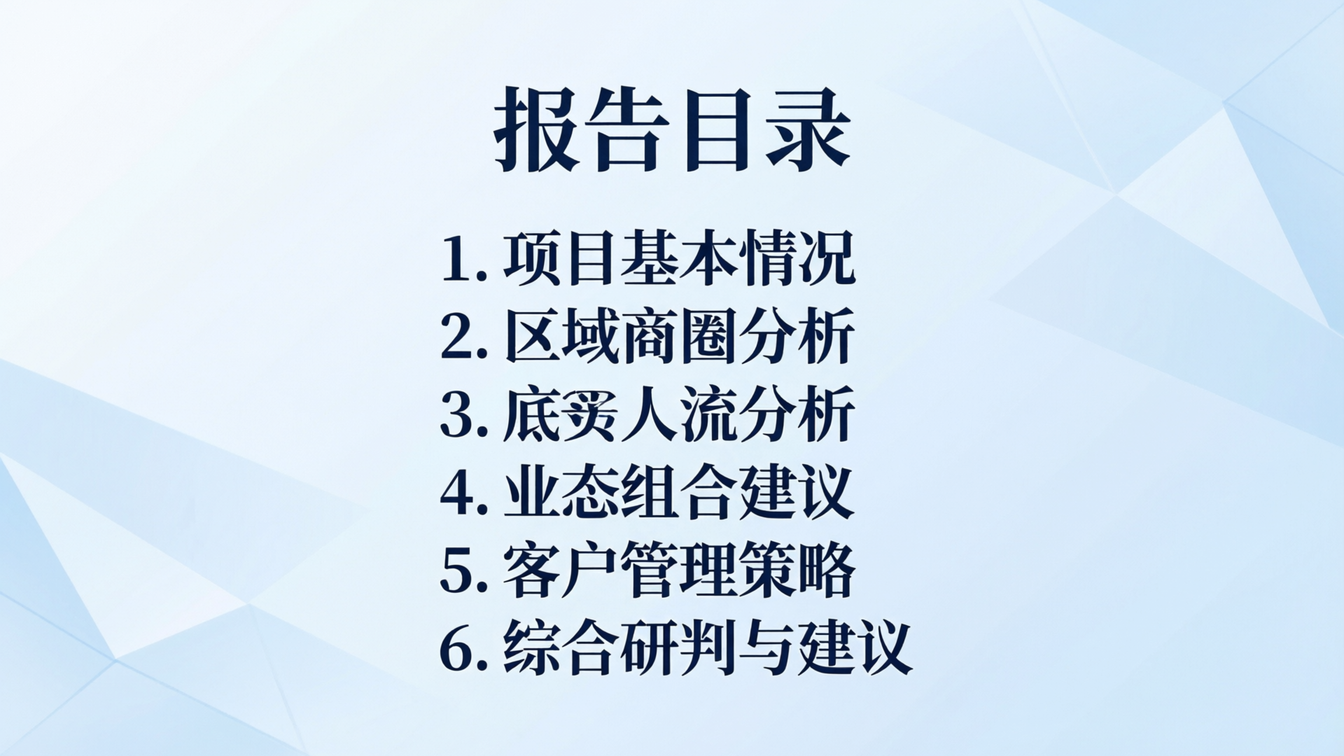 报告目录
1. 项目基本情况
2. 区域商圈分析
3. 底人流分析
4. 业态组合建议
5. 客户管理策略
6. 综合研判与建议